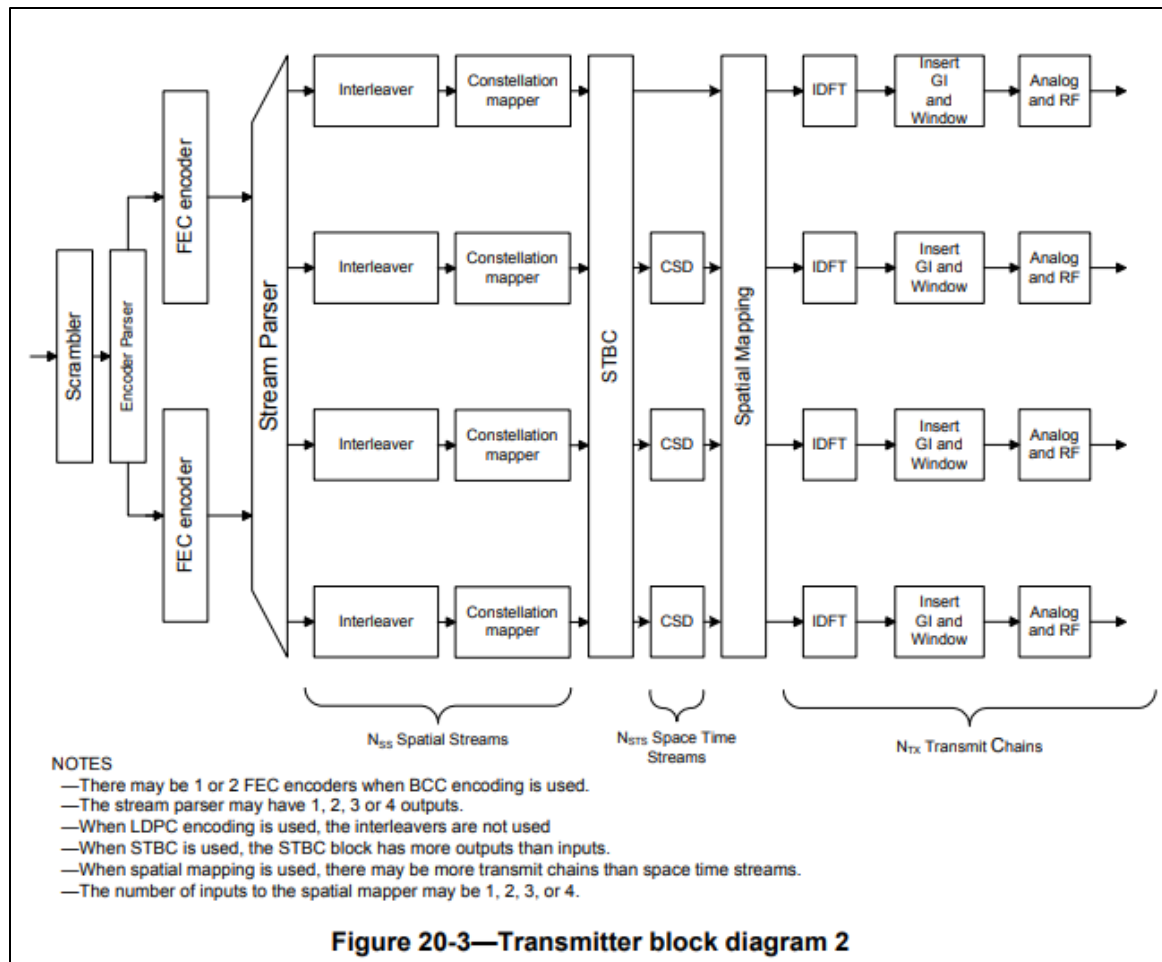 Scrambler
Encoder Parser
FEC encoder
FEC encoder
Stream Parser
Interleaver
Constellation
mapper
Interleaver
Constellation
mapper
Interleaver
Constellation
mapper
Interleaver
Constellation
mapper
STBC
CSD
CSD
CSD
Spatial Mapping
IDFT
Insert
GI
and
Window
Analog
and RF
IDFT
Insert
GI and
Window
Analog
and RF
IDFT
Insert
GI and
Window
Analog
and RF
IDFT
Insert
GI and
Window
Analog
and RF
NSS Spatial Streams
NSTS Space Time
Streams
NTX Transmit Chains
NOTES
—There may be 1 or 2 FEC encoders when BCC encoding is used.
—The stream parser may have 1, 2, 3 or 4 outputs.
—When LDPC encoding is used, the interleavers are not used
—When STBC is used, the STBC block has more outputs than inputs.
—When spatial mapping is used, there may be more transmit chains than space time streams.
—The number of inputs to the spatial mapper may be 1, 2, 3, or 4.
Figure 20-3—Transmitter block diagram 2